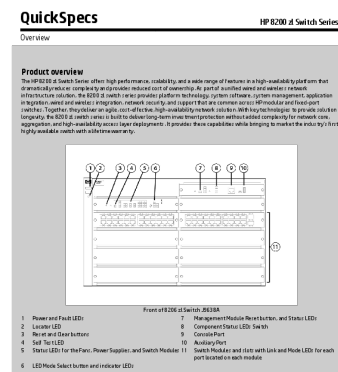 QuickSpecs
HP 8200 zl Switch Series
Overview
Product overview
The HP 8200 zl Switch Series offers high performance, scalability, and a wide range of features in a high-availability platform that
dramatically reduces complexity and provides reduced cost of ownership. As part of a unified wired and wireless network
infrastructure solution, the 8200 zl switch series provides platform technology, system software, system management, application
integration, wired and wireless integration, network security, and support that are common across HP modular and fixed-port
switches. Together, they deliver an agile, cost-effective, high-availability network solution. With key technologies to provide solution
longevity, the 8200 zl switch series is built to deliver long-term investment protection without added complexity for network core,
aggregation, and high-availability access layer deployments. It provides these capabilities while bringing to market the industry's first
highly available switch with a lifetime warranty.
1 2 3 4 5 6 7 8 9 10
11
Front of 8206 zl Switch J9638A
1 Power and Fault LEDs
7 Management Module Reset button, and Status LEDs
2 Locator LED
8 Component Status LEDs Switch
3 Reset and Clear buttons
9 Console Port
4 Self Test LED
10 Auxiliary Port
5 Status LEDs for the Fans, Power Supplies, and Switch Modules
11 Switch Modules and slots with Link and Mode LEDs for each
port located on each module
6 LED Mode Select button and indicator LEDs